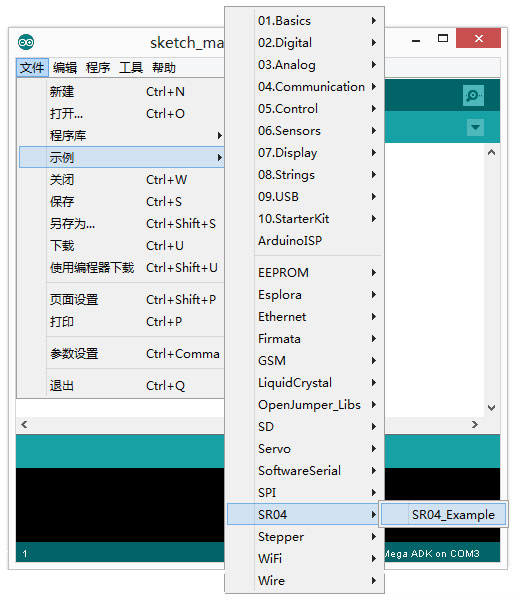 sketch_ma
文件 编辑 程序 工具 帮助
新建 Ctrl+N
打开... Ctrl+O
程序库
示例
关闭 Ctrl+W
保存 Ctrl+S
另存为... Ctrl+Shift+S
下载 Ctrl+U
使用编程器下载 Ctrl+Shift+U
页面设置 Ctrl+Shift+P
打印 Ctrl+P
参数设置 Ctrl+Comma
退出 Ctrl+Q
01.Basics
02.Digital
03.Analog
04.Communication
05.Control
06.Sensors
07.Display
08.Strings
09.USB
10.StarterKit
ArduinoISP
EEPROM
Esplora
Ethernet
Firmata
GSM
LiquidCrystal
OpenJumper_Libs
SD
Servo
SoftwareSerial
SPI
SR04
Stepper
WiFi
Wire
SR04_Example
1
Mega ADK on COM3